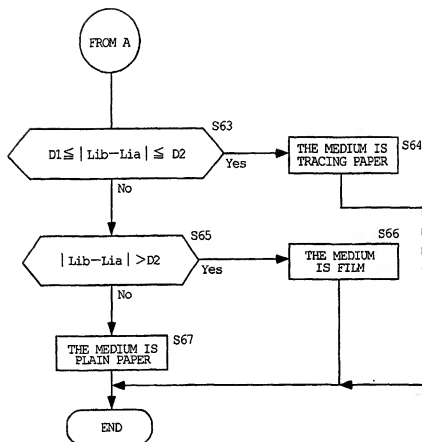 FROM A
S63
D1≦|Lib-Lia|≦ D2
Yes
No
THE MEDIUM IS
TRACING PAPER
S64
S65
|Lib-Lia|>D2
Yes
No
S66
THE MEDIUM
IS FILM
S67
THE MEDIUM IS
PLAIN PAPER
END